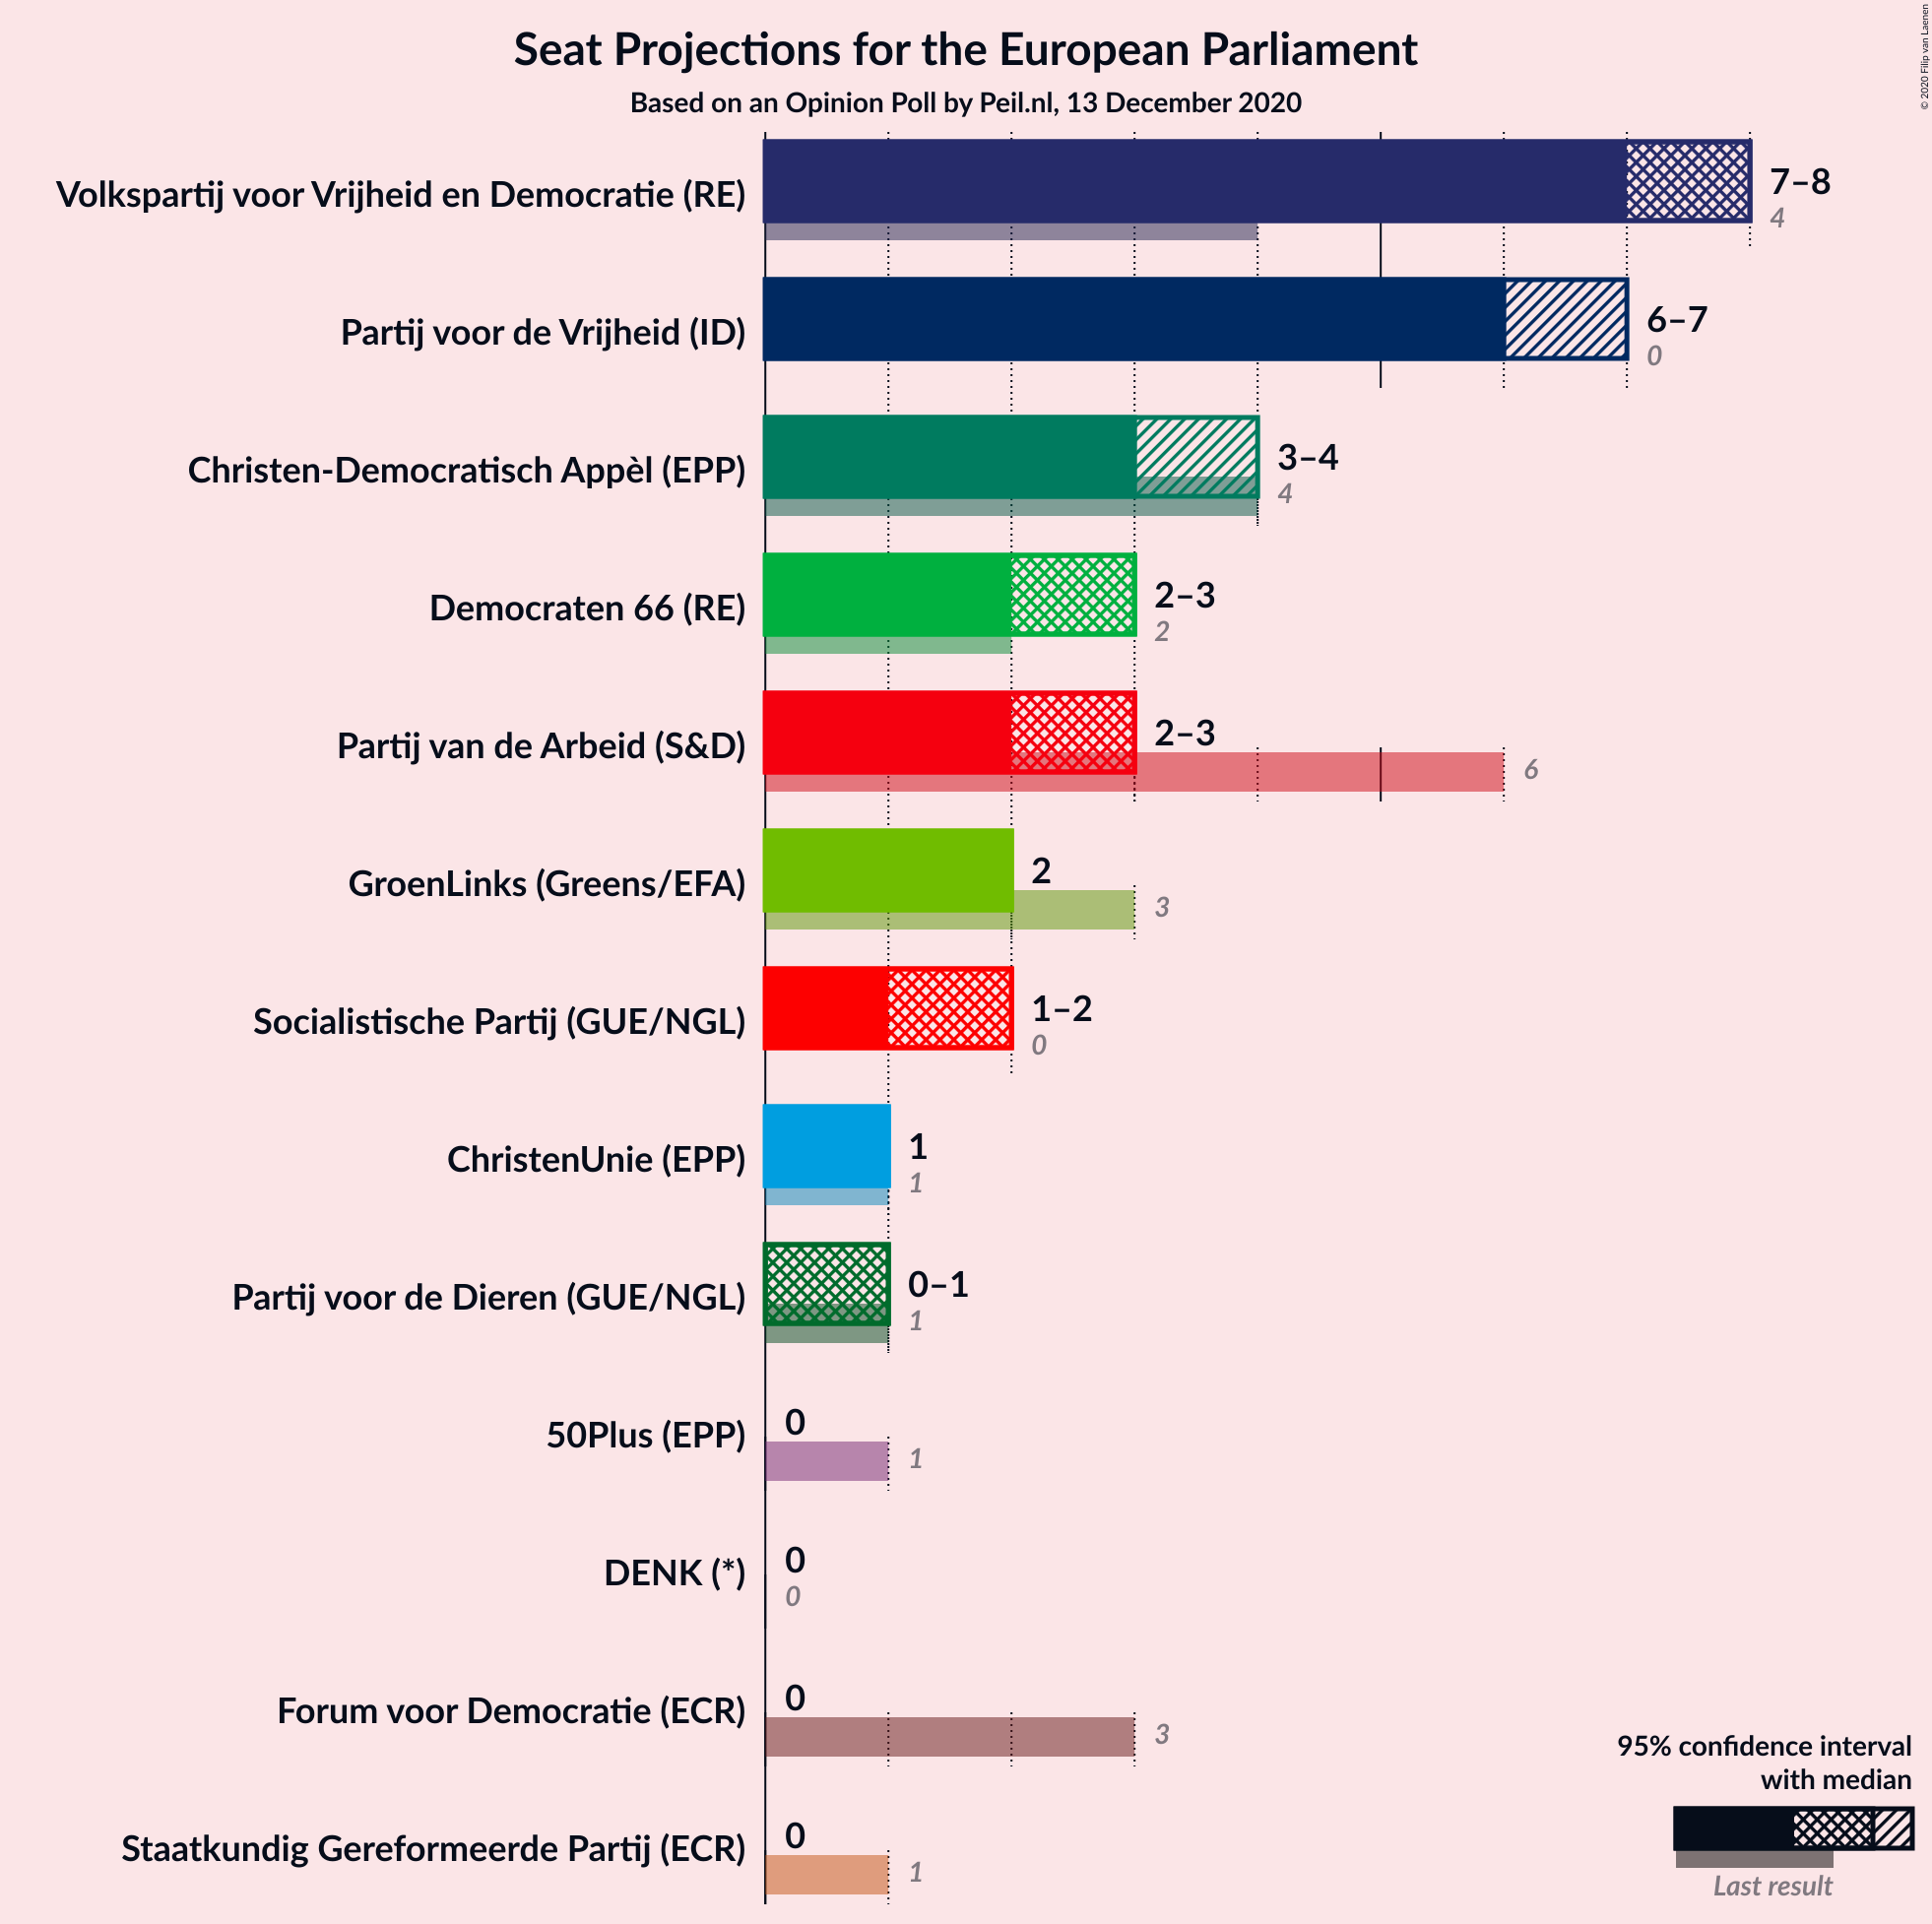 Seat Projections for the European Parliament
Based on an Opinion Poll by Peil.nl, 13 December 2020
© 2020 Filip van Laenen
Volkspartij voor Vrijheid en Democratie (RE)
7–8
4
Partij voor de Vrijheid (ID)
6–7
0
Christen-Democratisch Appèl (EPP)
3–4
4
Democraten 66 (RE)
2–3
2
Partij van de Arbeid (S&D)
2–3
6
GroenLinks (Greens/EFA)
2
3
Socialistische Partij (GUE/NGL)
1–2
0
ChristenUnie (EPP)
1
1
Partij voor de Dieren (GUE/NGL)
0–1
1
50Plus (EPP)
0
1
DENK (*)
0
0
Forum voor Democratie (ECR)
0
3
Staatkundig Gereformeerde Partij (ECR)
0
1
95% confidence interval
with median
Last result